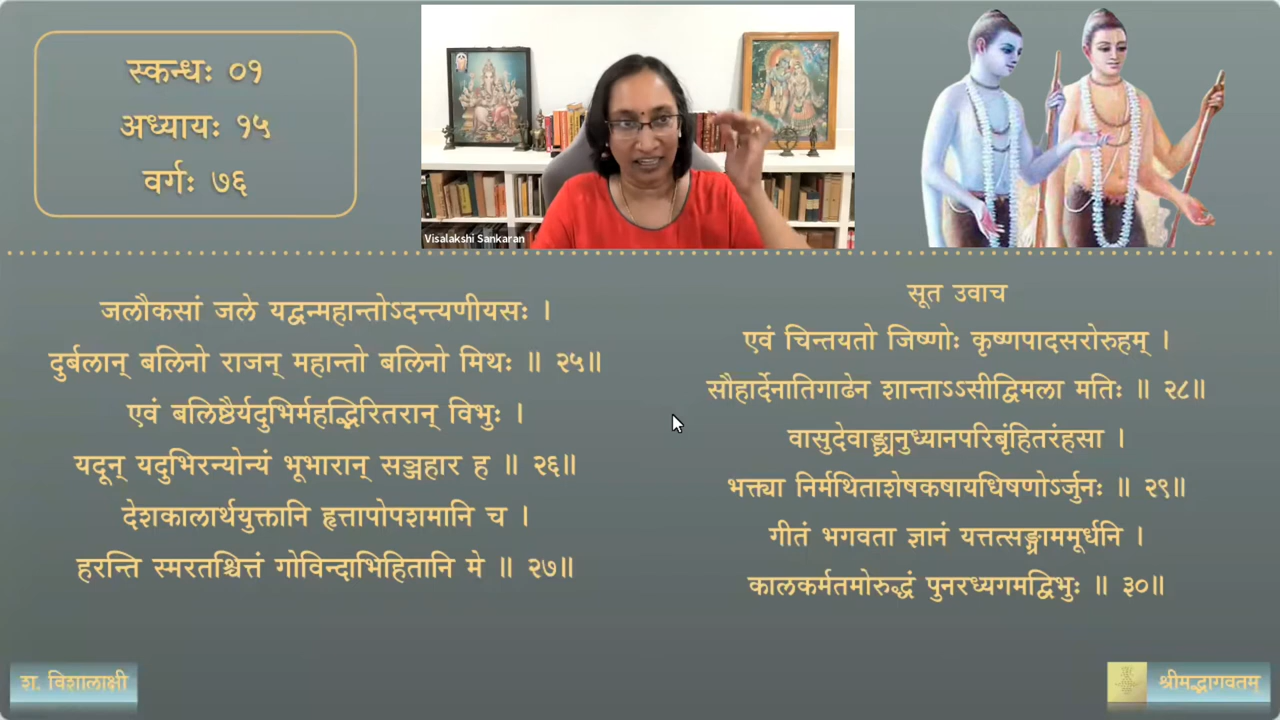 स्कन्धः ०१
अध्यायः १५
वर्गः ७६
Visalakshi Sankaran
जलौकसां जले यद्वन्महान्तोऽदन्त्यणीयसः ।
दुर्बलान् बलिनो राजन् महान्तो बलिनो मिथः ॥ २५॥
एवं बलिष्ठैर्यदुभिर्महद्भिरितरान् विभुः ।
यदून् यदुभिरन्योन्यं भूभारान् सञ्जहार ह ॥ २६॥
देशकालार्थयुक्तानि हृत्तापोपशमानि च ।
हरन्ति स्मरतश्चित्तं गोविन्दाभिहितानि मे ॥ २७॥
सूत उवाच
एवं चिन्तयतो जिष्णोः कृष्णपादसरोरुहम् ।
सौहार्देनातिगाढेन शान्ताऽऽसीद्विमला मतिः ॥ २८॥
वासुदेवाङ्घ्र्यनुध्यानपरिबृंहितरंहसा ।
भक्त्या निर्मथिताशेषकषायधिषणोऽर्जुनः ॥ २९॥
गीतं भगवता ज्ञानं यत्तत्सङ्ग्राममूर्धनि ।
कालकर्मतमोरुद्धं पुनरध्यगमद्विभुः ॥ ३०॥
श. विशालाक्षी
श्रीमद्भागवतम्